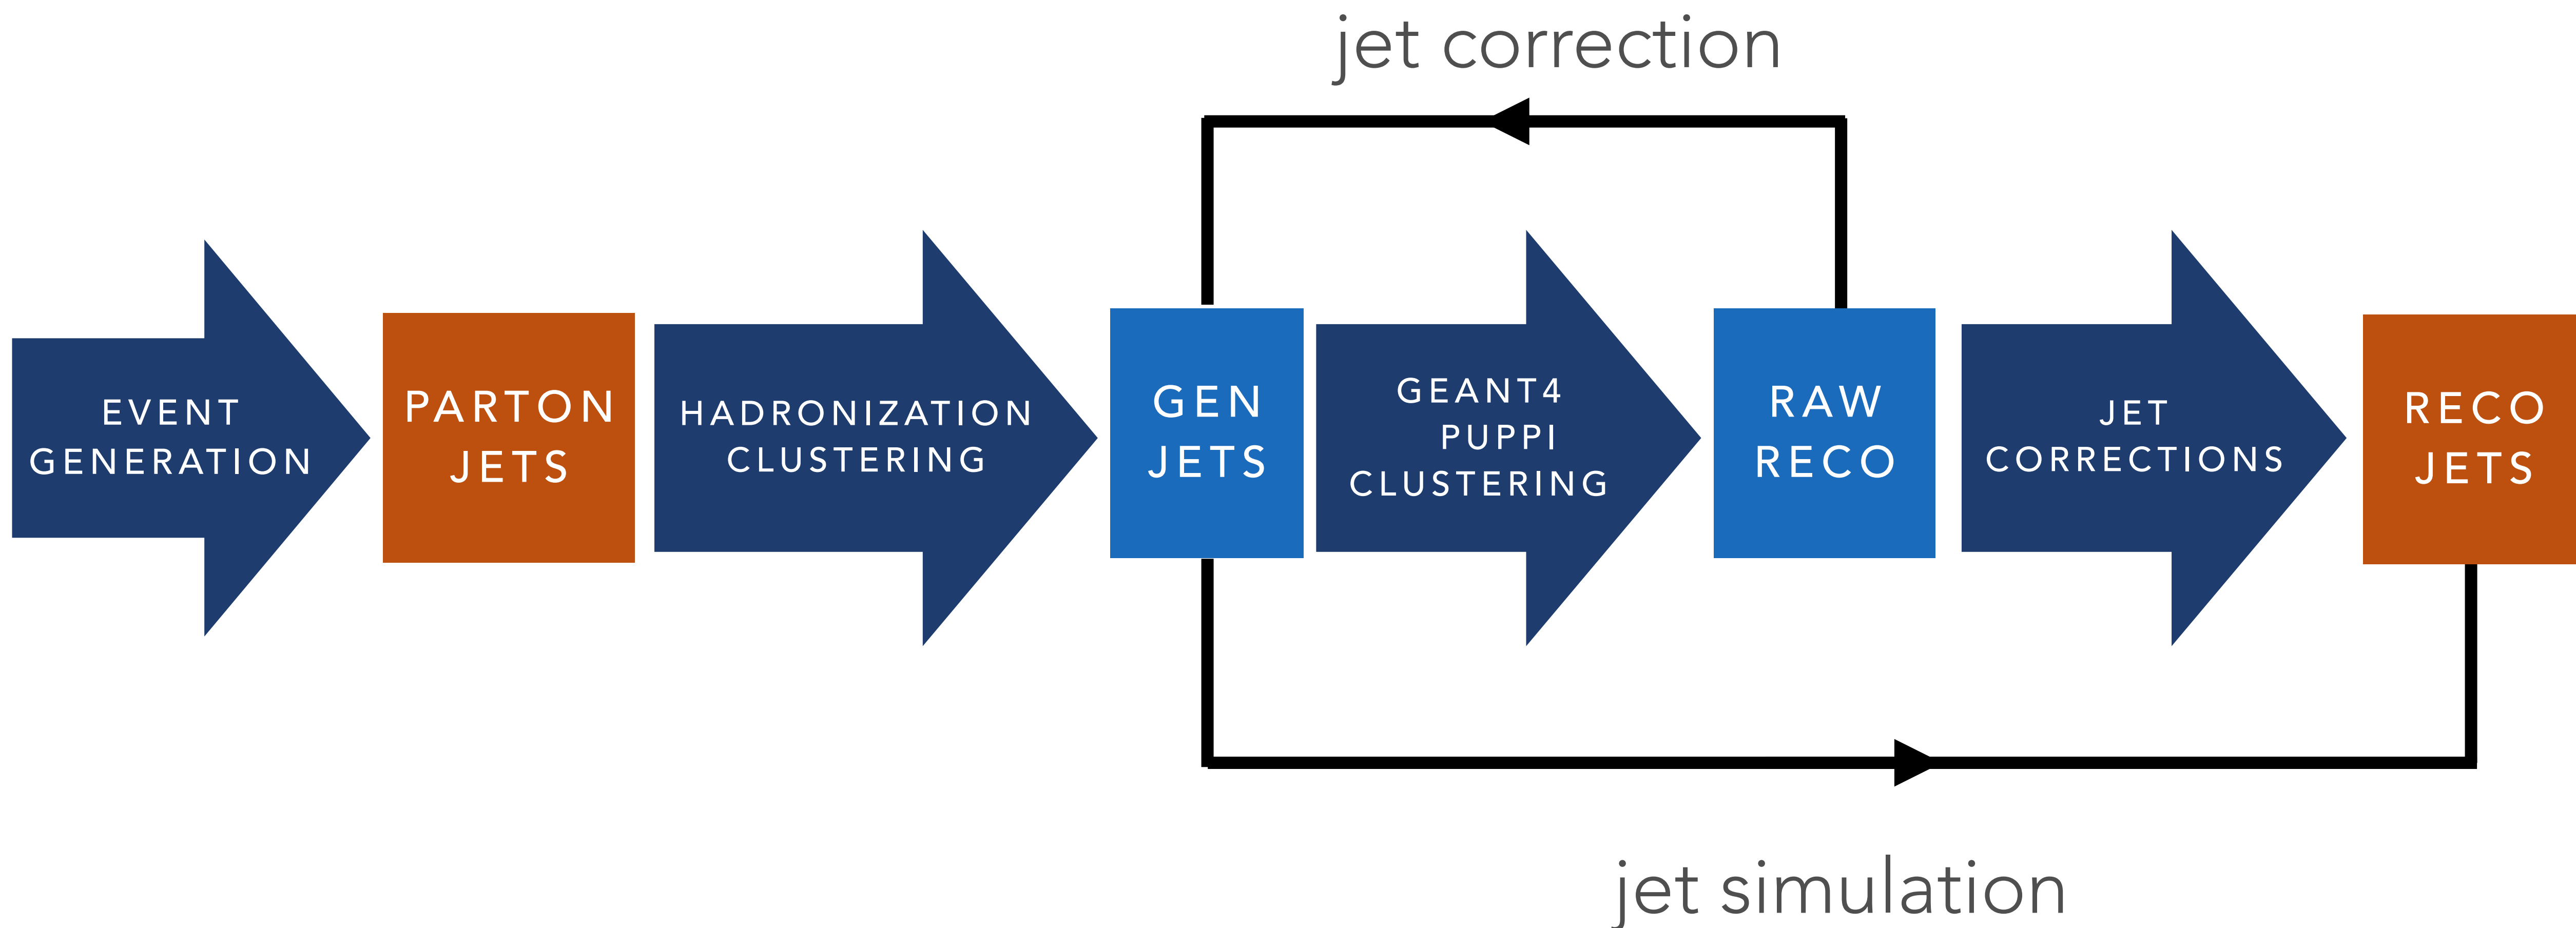 jet correction
EVENT
GENERATION
PARTON
JETS
HADRONIZATION
CLUSTERING
GEN
JETS
GEANT4
PUPPI
CLUSTERING
RAW
RECO
JET
CORRECTIONS
RECO
JETS
jet simulation